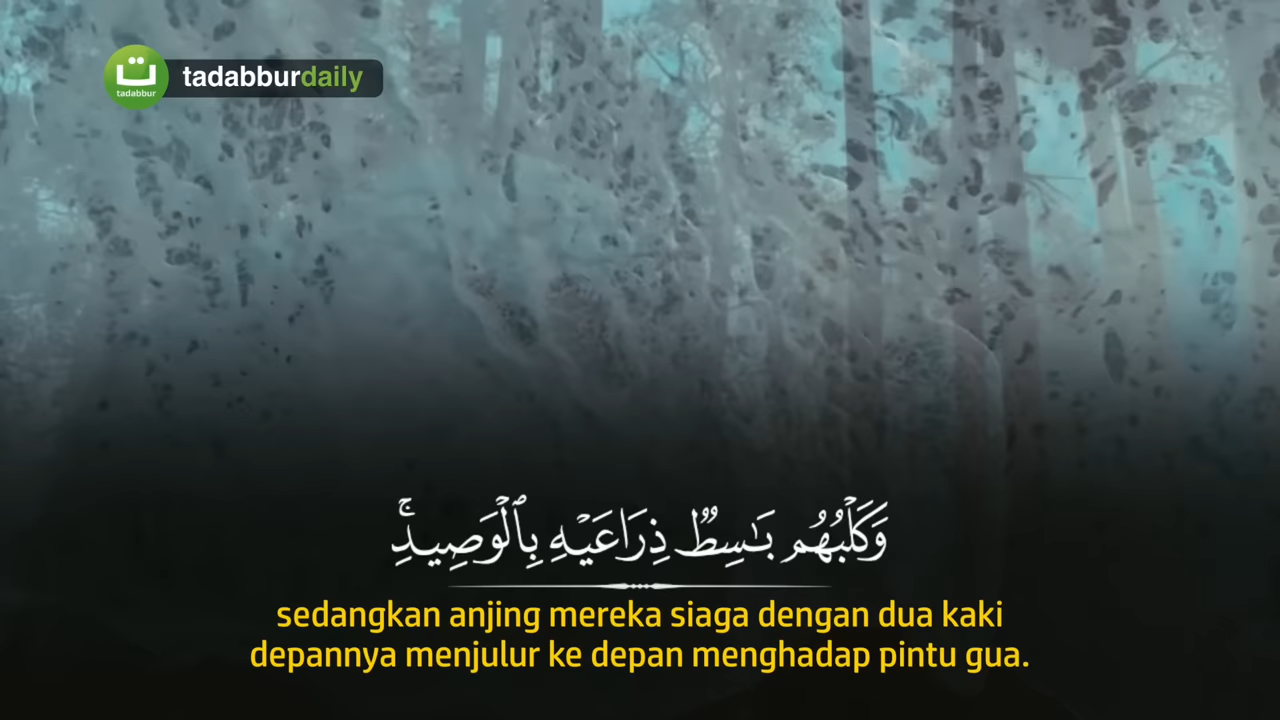 ت
tadabbur
tadabburdaily
وَكَلْبُهُم بَـٰسِطٌ ذِرَاعَيْهِ بِٱلْوَصِيدِ ۚ
sedangkan anjing mereka siaga dengan dua kaki
depannya menjulur ke depan menghadap pintu gua.